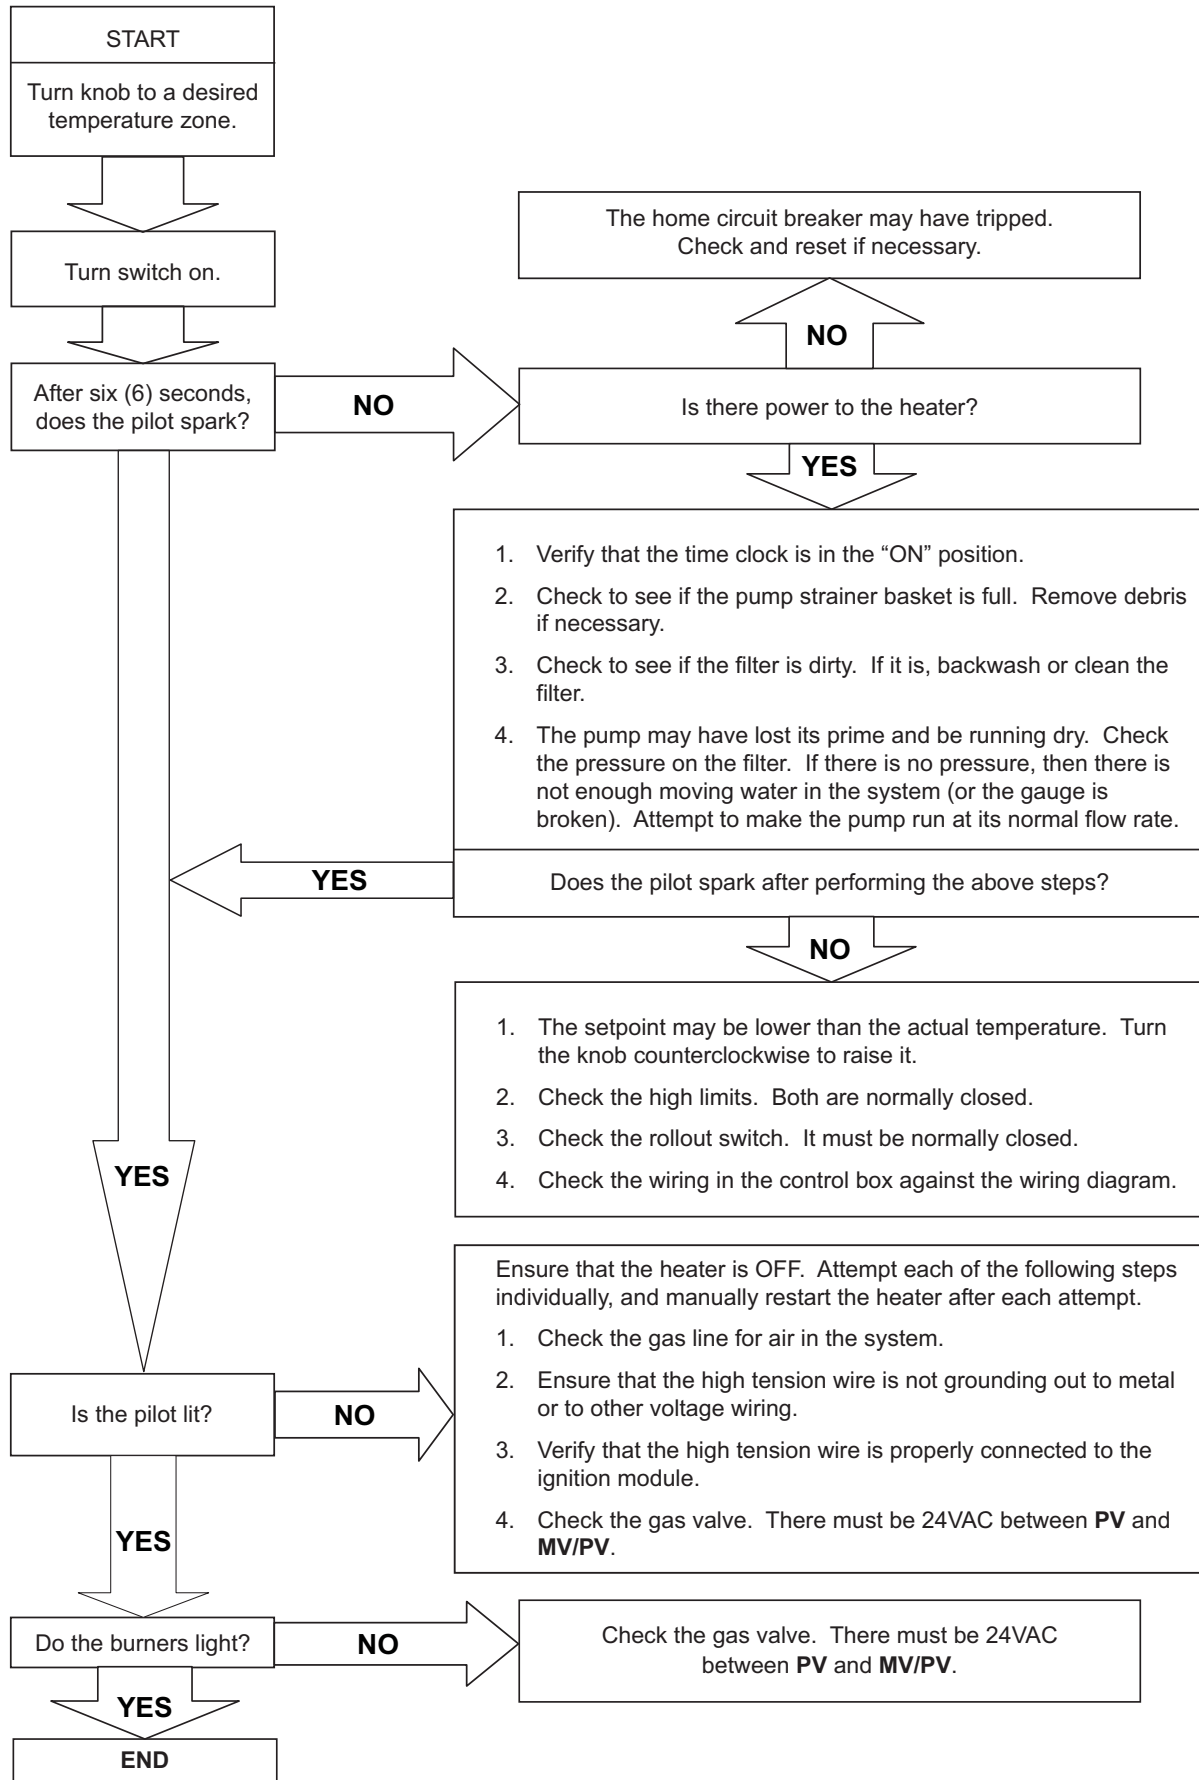 START
Turn knob to a desired
temperature zone.
Turn switch on.
The home circuit breaker may have tripped.
Check and reset if necessary.
NO
After six (6) seconds,
does the pilot spark?
NO
Is there power to the heater?
YES
1. Verify that the time clock is in the “ON” position.
2. Check to see if the pump strainer basket is full. Remove debris
if necessary.
3. Check to see if the filter is dirty. If it is, backwash or clean the
filter.
4. The pump may have lost its prime and be running dry. Check
the pressure on the filter. If there is no pressure, then there is
not enough moving water in the system (or the gauge is
broken). Attempt to make the pump run at its normal flow rate.
YES
Does the pilot spark after performing the above steps?
NO
1. The setpoint may be lower than the actual temperature. Turn
the knob counterclockwise to raise it.
2. Check the high limits. Both are normally closed.
3. Check the rollout switch. It must be normally closed.
4. Check the wiring in the control box against the wiring diagram.
YES
Is the pilot lit?
NO
Ensure that the heater is OFF. Attempt each of the following steps
individually, and manually restart the heater after each attempt.
1. Check the gas line for air in the system.
2. Ensure that the high tension wire is not grounding out to metal
or to other voltage wiring.
3. Verify that the high tension wire is properly connected to the
ignition module.
4. Check the gas valve. There must be 24VAC between PV and
MV/PV.
YES
Do the burners light?
NO
Check the gas valve. There must be 24VAC
between PV and MV/PV.
YES
END